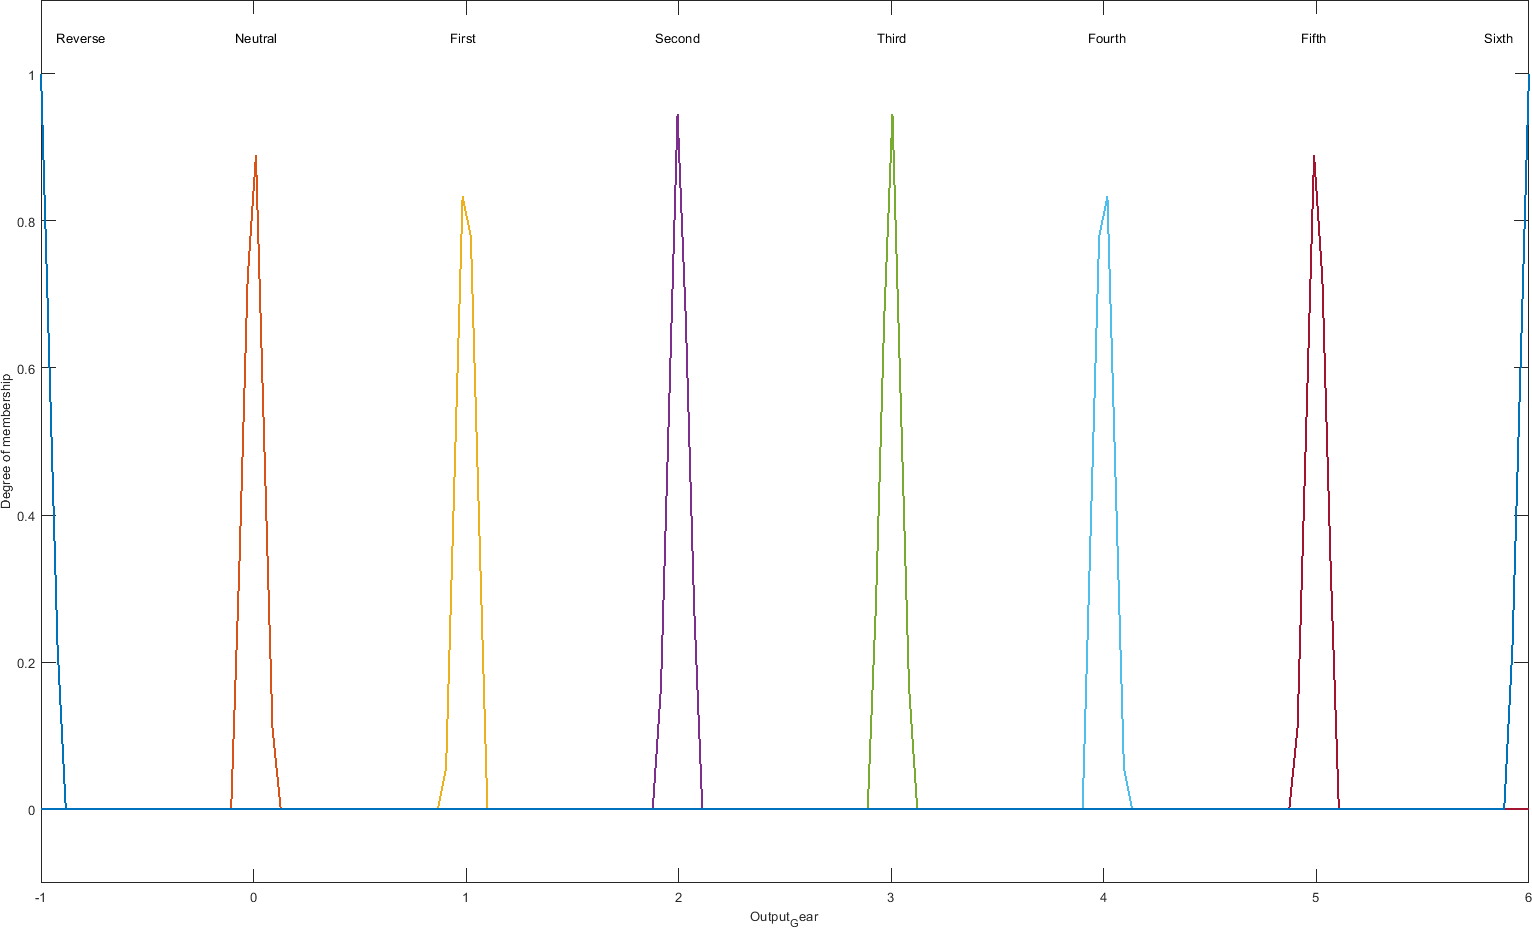 Reverse Neutral First Second Third Fourth Fifth Sixth
1
0.8
0.6
Degree of membership
0.4
0.2
0
-1 0 1 2 3 4 5 6
Output_Gear